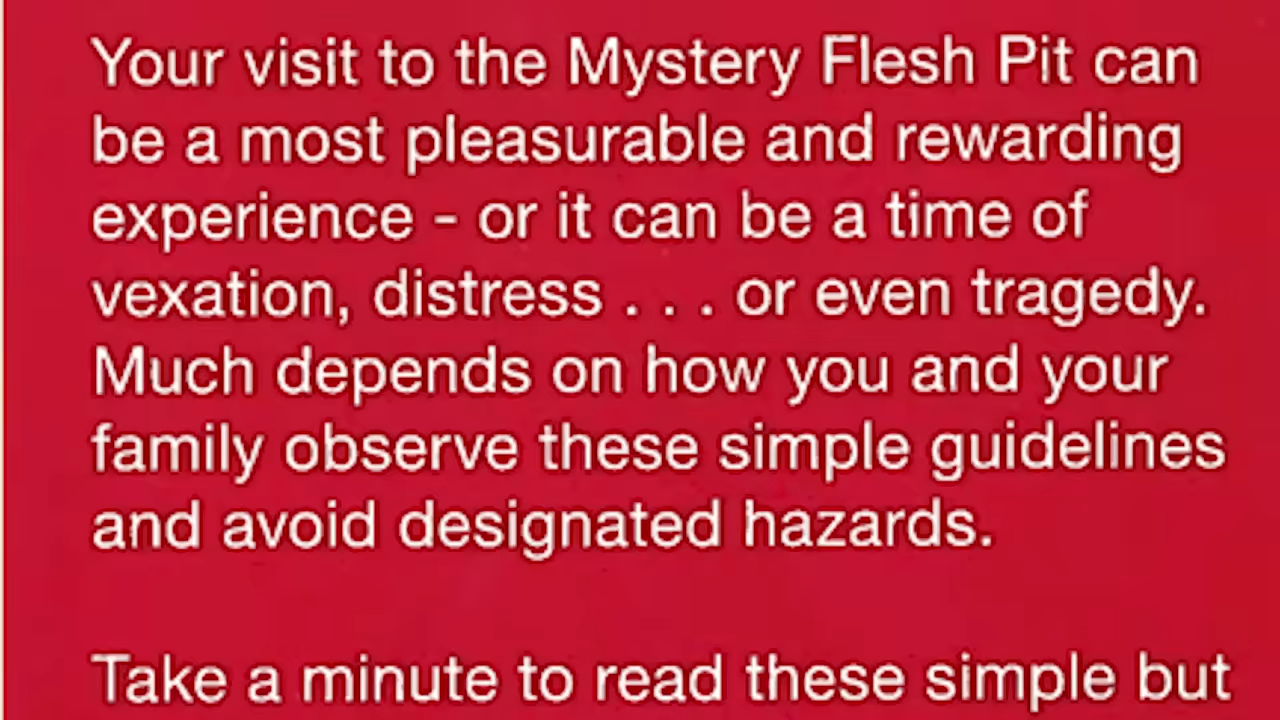 Your visit to the Mystery Flesh Pit can
be a most pleasurable and rewarding
experience - or it can be a time of
vexation, distress . . . or even tragedy.
Much depends on how you and your
family observe these simple guidelines
and avoid designated hazards.
Take a minute to read these simple but